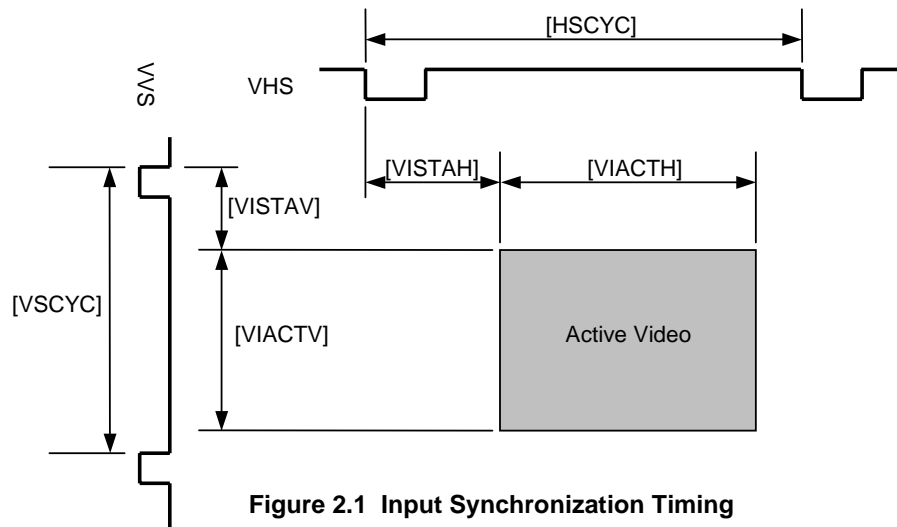 [HSCYC]
VVS
VHS
[VISTAH]
[VIACTH]
[VISTAV]
[VSCYC]
[VIACTV]
Active Video
Figure 2.1 Input Synchronization Timing